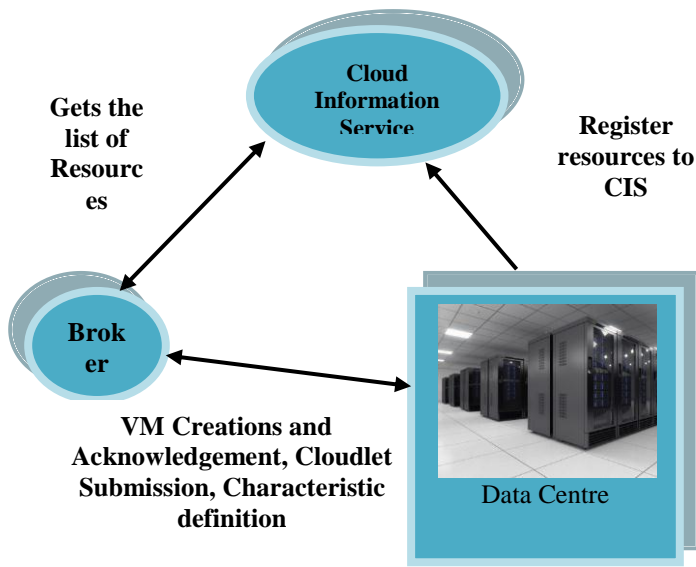 Cloud
Information
Service
Gets the
list of
Resourc
es
Register
resources to
CIS
Brok
er
VM Creations and
Acknowledgement, Cloudlet
Submission, Characteristic
definition
Data Centre